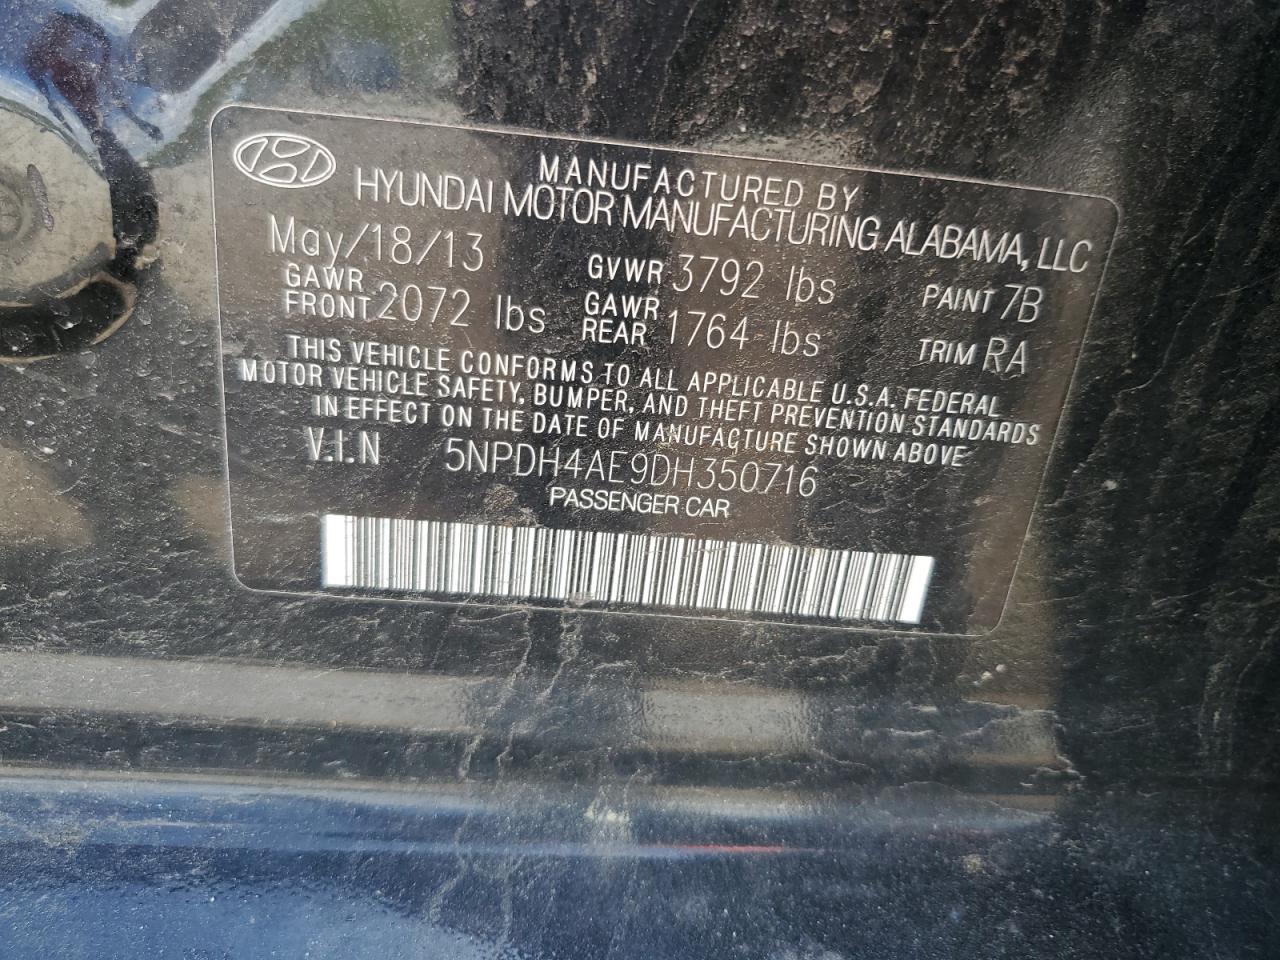 MANUFACTURED BY
HYUNDAI MOTOR MANUFACTURING ALABAMA, LLC
May/18/13 GVWR 3792 lbs PAINT 7B
GAWR FRONT 2072 lbs GAWR REAR 1764 lbs TRIM RA
THIS VEHICLE CONFORMS TO ALL APPLICABLE U.S.A. FEDERAL
MOTOR VEHICLE SAFETY, BUMPER, AND THEFT PREVENTION STANDARDS
IN EFFECT ON THE DATE OF MANUFACTURE SHOWN ABOVE
V.I.N 5NPDH4AE9DH350716
PASSENGER CAR